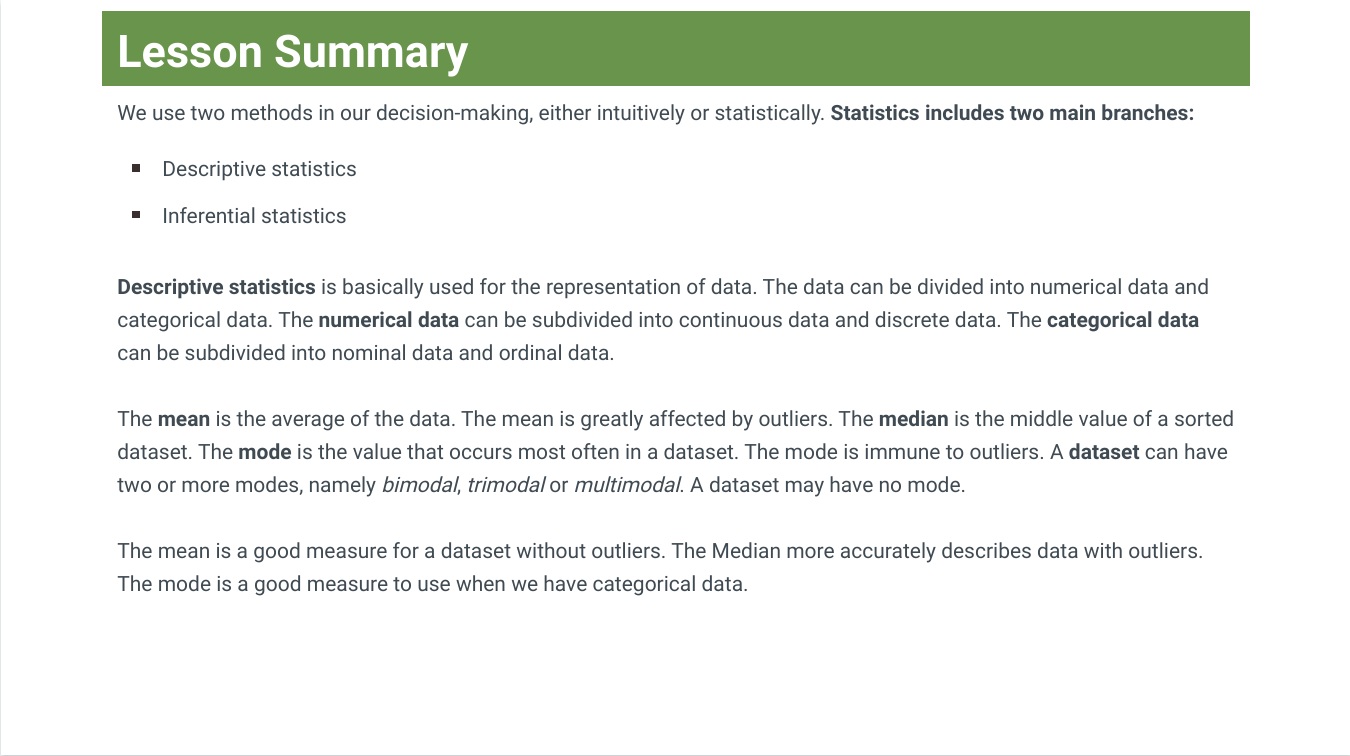 Lesson Summary
We use two methods in our decision-making, either intuitively or statistically. Statistics includes two main branches:
Descriptive statistics
Inferential statistics
Descriptive statistics is basically used for the representation of data. The data can be divided into numerical data and
categorical data. The numerical data can be subdivided into continuous data and discrete data. The categorical data
can be subdivided into nominal data and ordinal data.
The mean is the average of the data. The mean is greatly affected by outliers. The median is the middle value of a sorted
dataset. The mode is the value that occurs most often in a dataset. The mode is immune to outliers. A dataset can have
two or more modes, namely bimodal, trimodal or multimodal. A dataset may have no mode.
The mean is a good measure for a dataset without outliers. The Median more accurately describes data with outliers.
The mode is a good measure to use when we have categorical data.